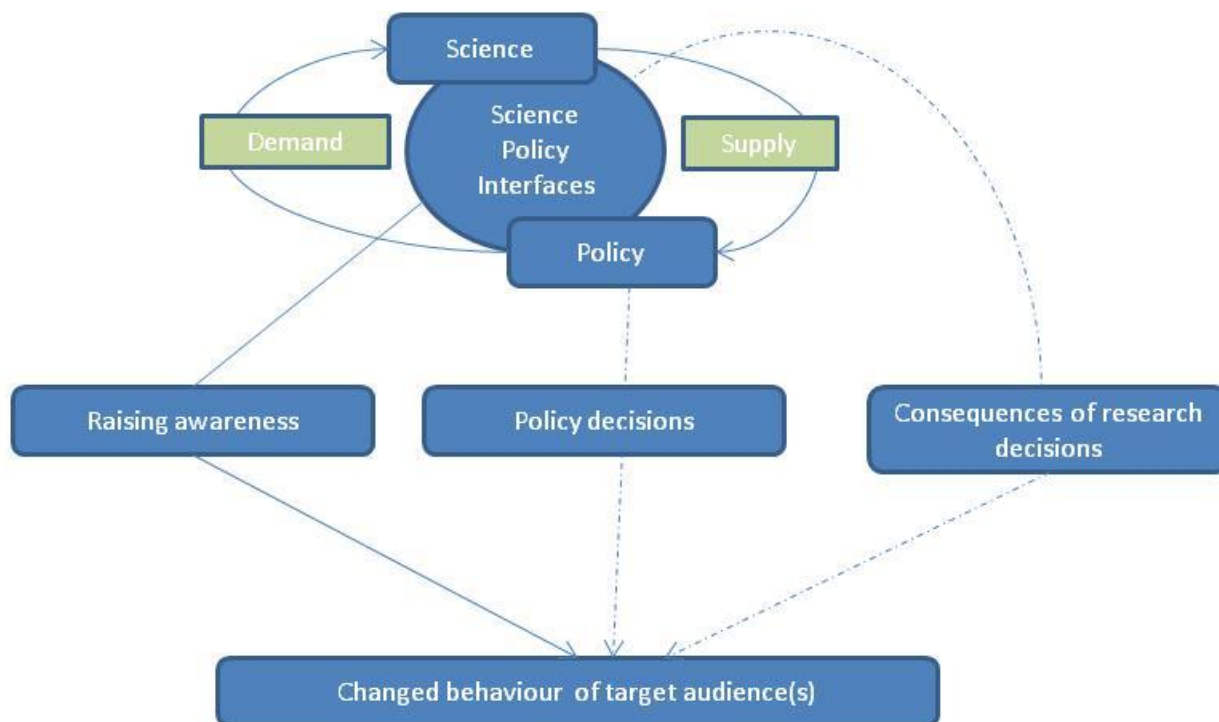 Science
Demand
Science
Policy
Interfaces
Supply
Policy
Raising awareness
Policy decisions
Consequences of research
decisions
Changed behaviour of target audience(s)